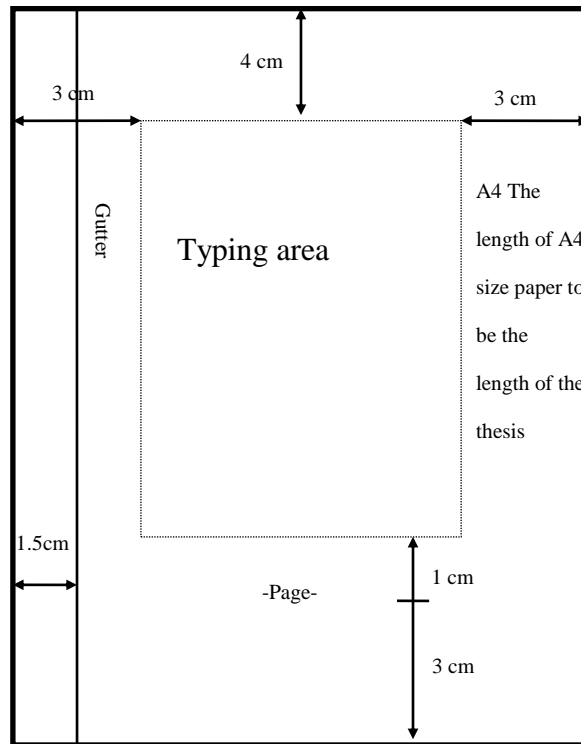 4 cm
3 cm
3 cm
Gutter
Typing area
A4 The
length of A4
size paper to
be the
length of the
thesis
1.5cm
1 cm
-Page-
3 cm